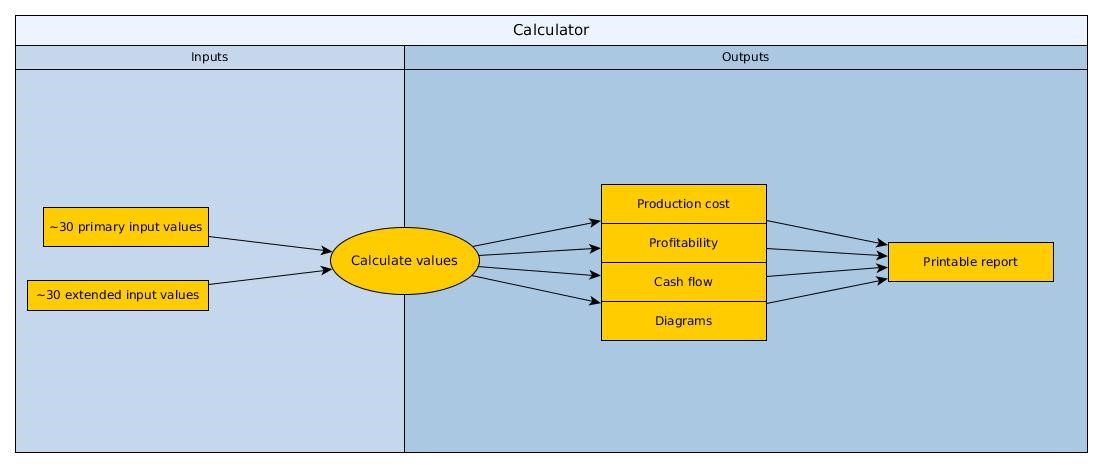 Calculator
Inputs
Outputs
~30 primary input values
~30 extended input values
Calculate values
Production cost
Profitability
Cash flow
Diagrams
Printable report